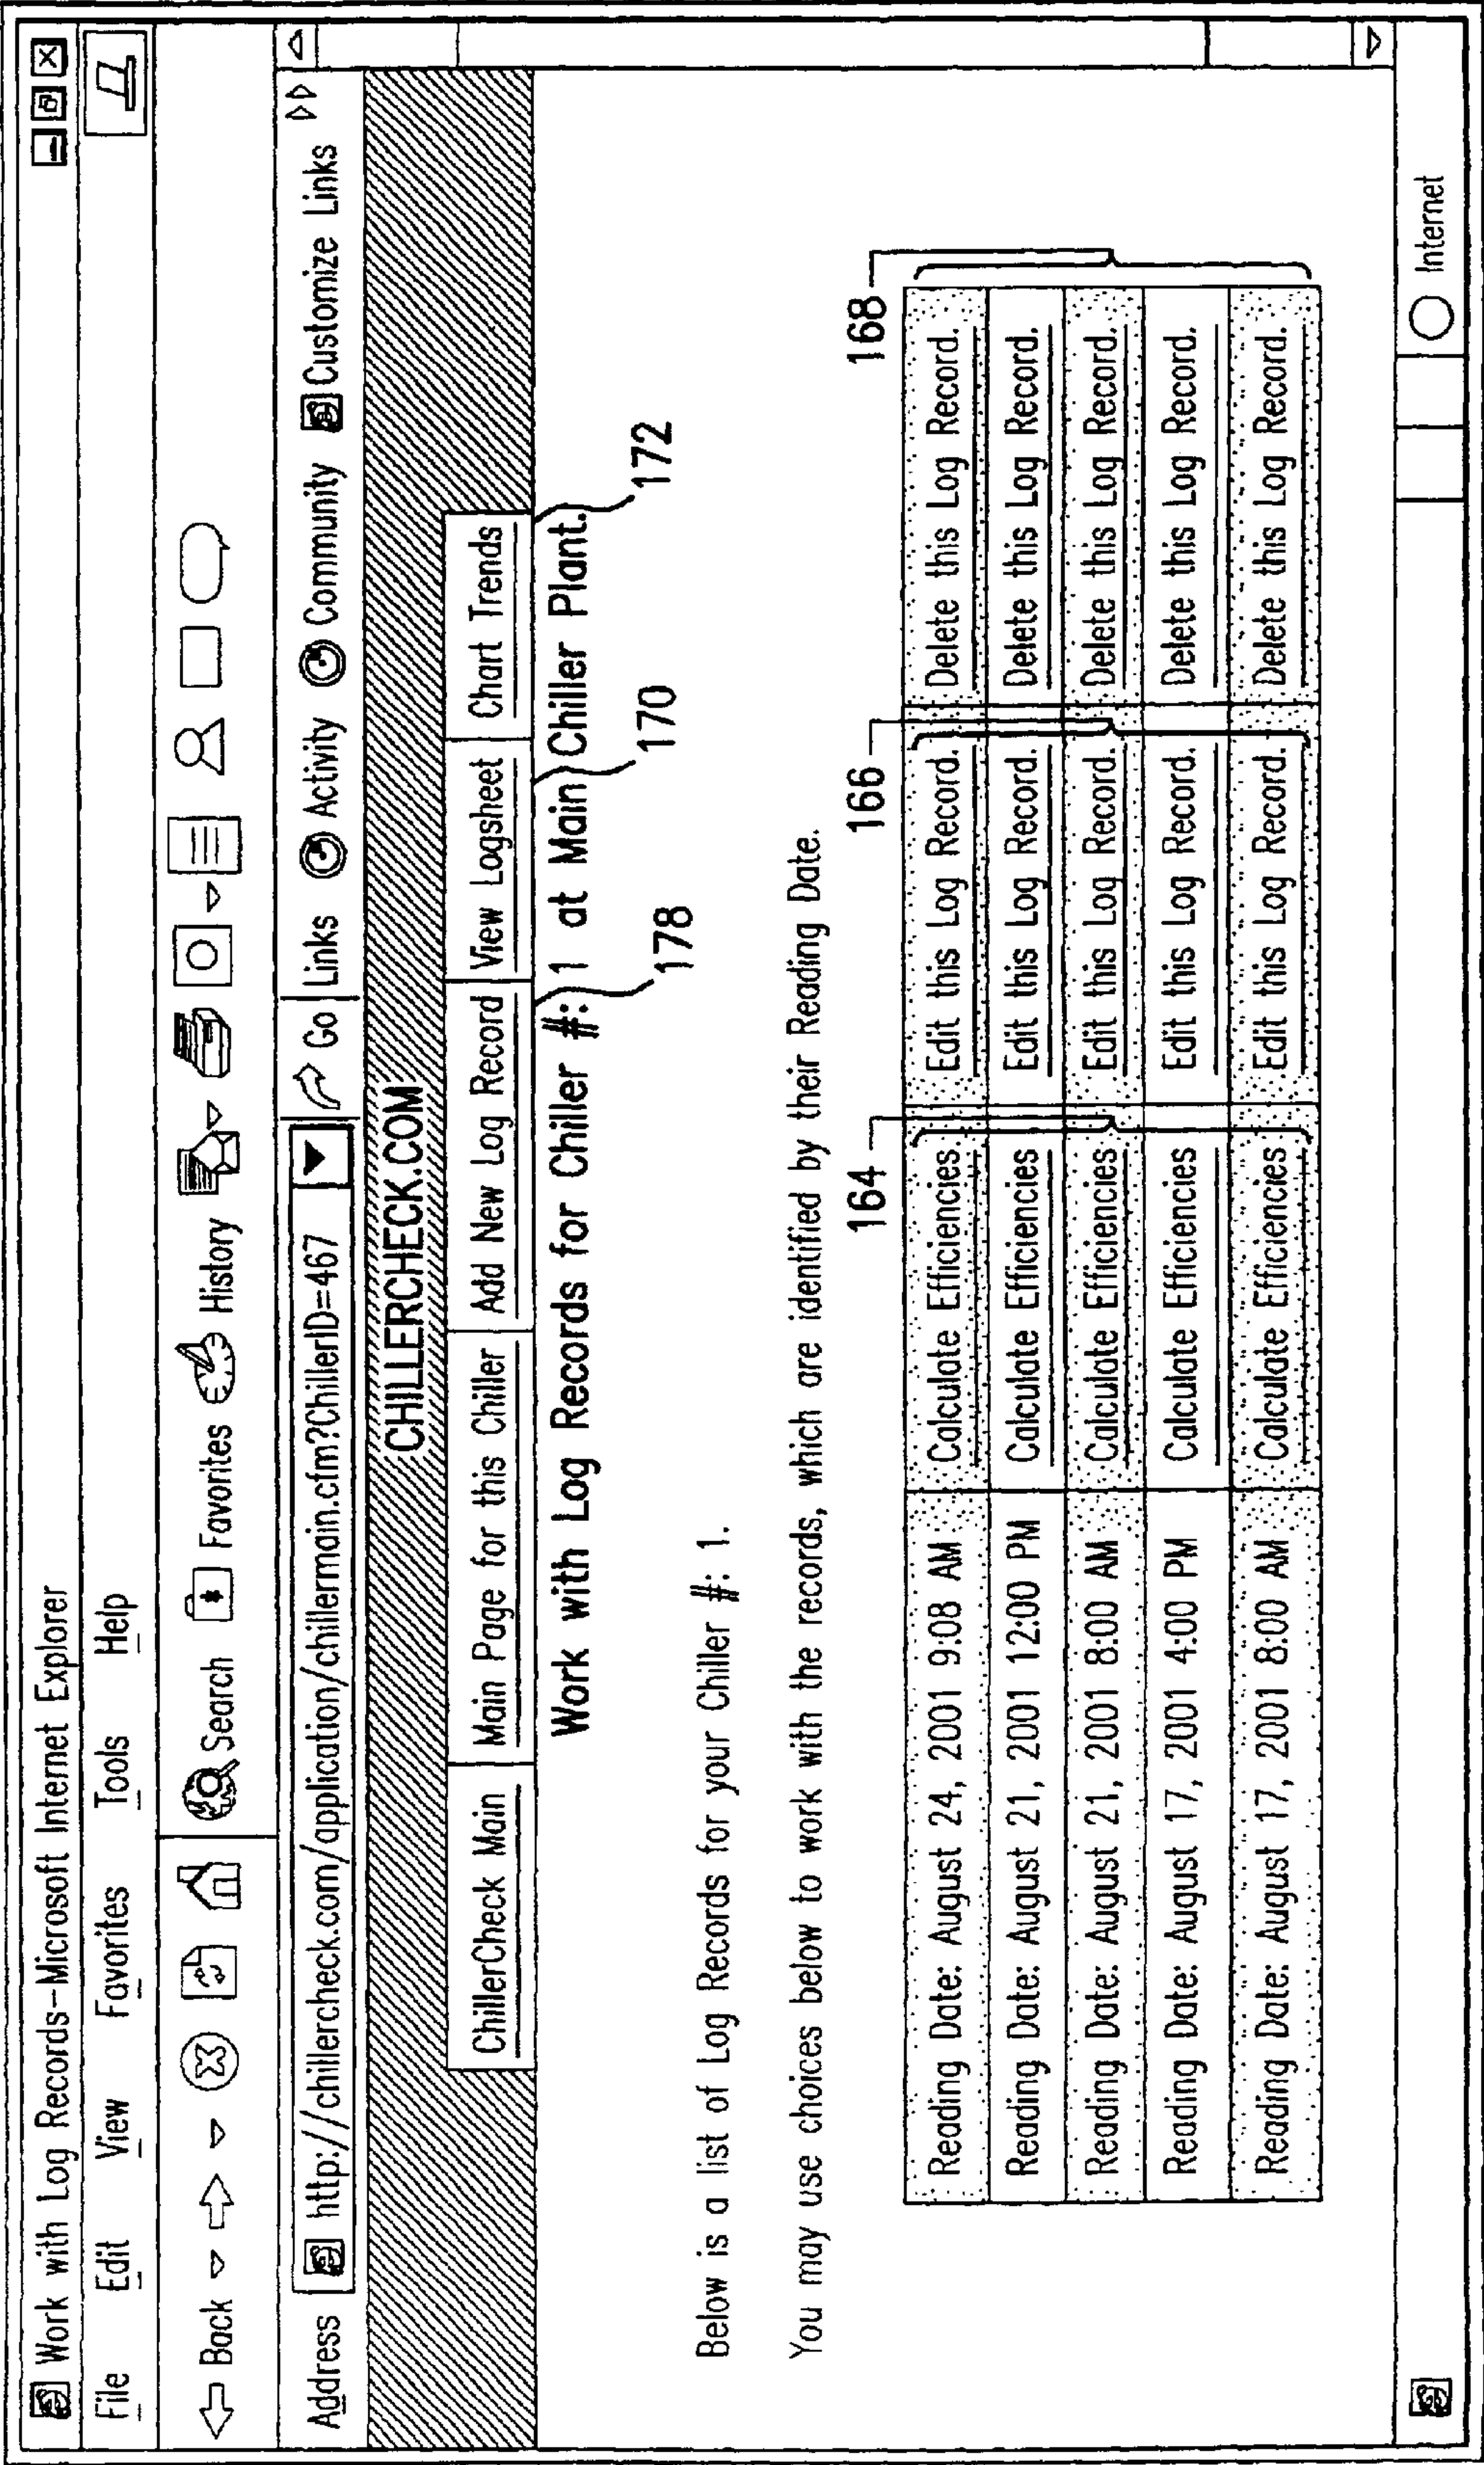 Work with Log Records-Microsoft Internet Explorer
File Edit View Favorites Tools Help
Back Search Favorites History
Address http://chillercheck.com/application/chillermain.cfm?ChillerID=467 Go Links Activity Community Customize Links
CHILLERCHECK.COM
ChillerCheck Main Main Page for this Chiller Add New Log Record View Logsheet Chart Trends
Work with Log Records for Chiller #: 1 at Main Chiller Plant.
178 170 172
Below is a list of Log Records for your Chiller #: 1.
You may use choices below to work with the records, which are identified by their Reading Date.
164 166 168
Reading Date: August 24, 2001 9:08 AM Calculate Efficiencies Edit this Log Record. Delete this Log Record.
Reading Date: August 21, 2001 12:00 PM Calculate Efficiencies Edit this Log Record. Delete this Log Record.
Reading Date: August 21, 2001 8:00 AM Calculate Efficiencies Edit this Log Record. Delete this Log Record.
Reading Date: August 17, 2001 4:00 PM Calculate Efficiencies Edit this Log Record. Delete this Log Record.
Reading Date: August 17, 2001 8:00 AM Calculate Efficiencies Edit this Log Record. Delete this Log Record.
Internet